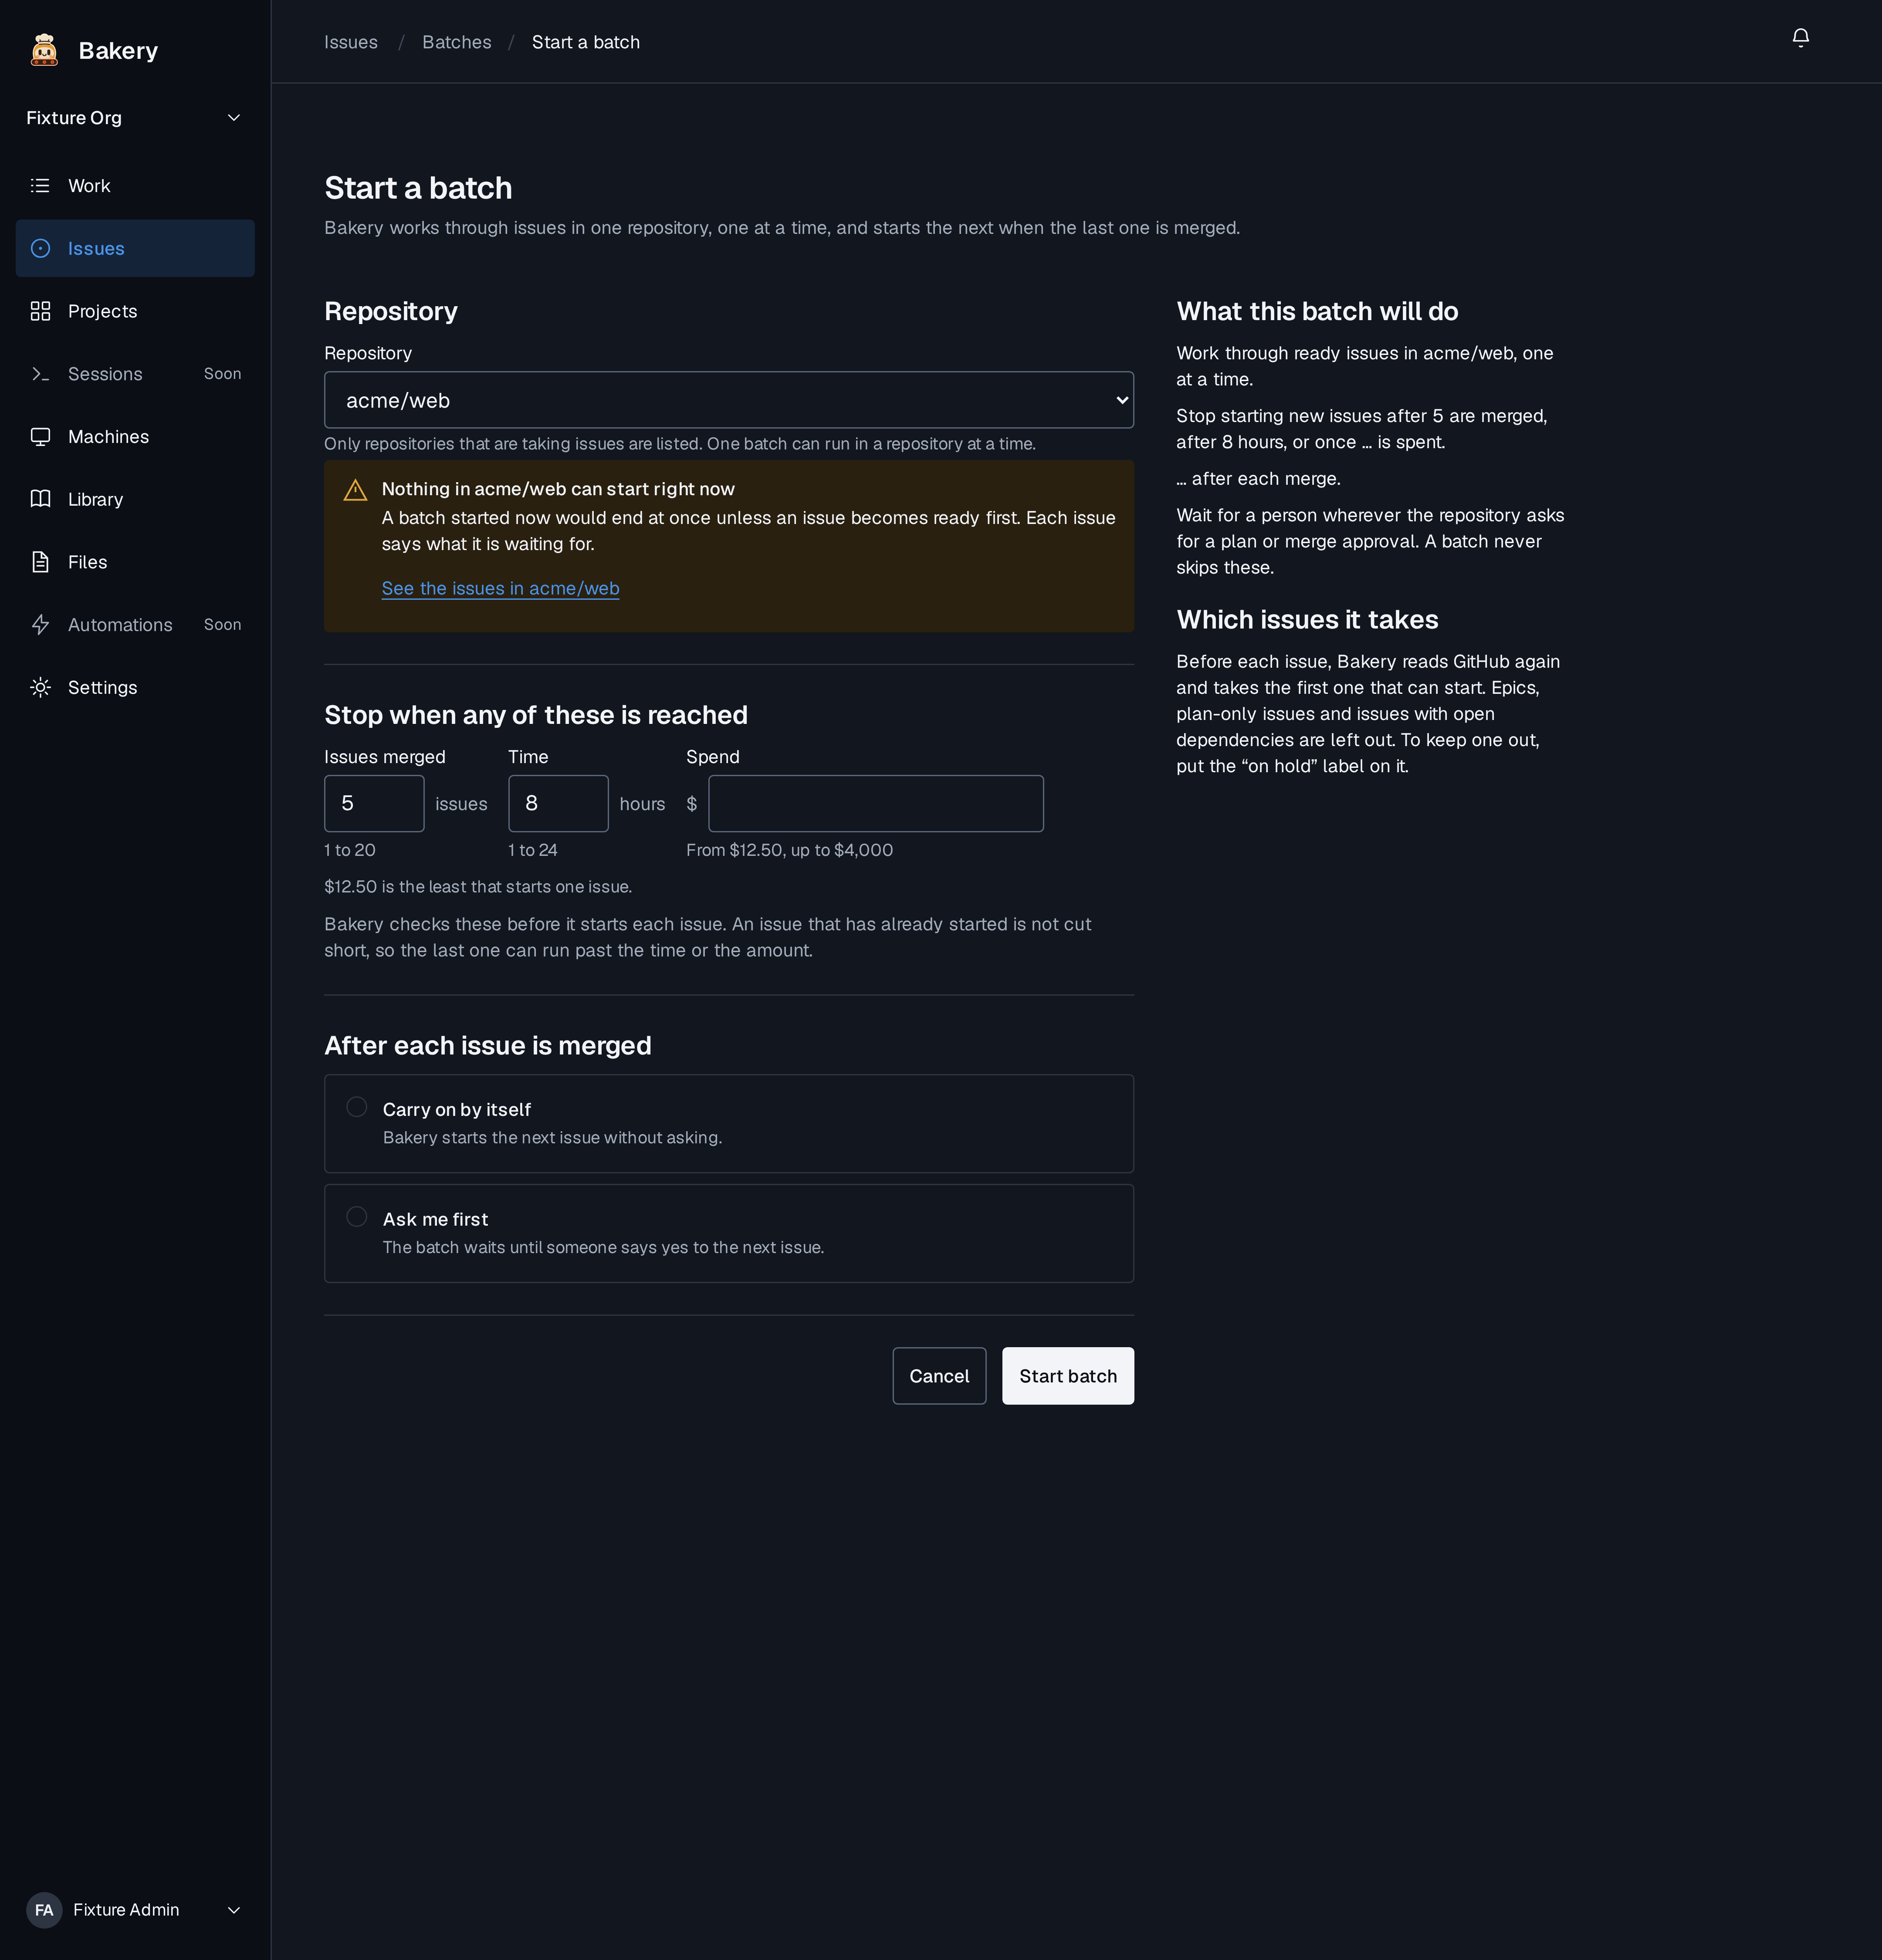 Bakery
Fixture Org
Work
Issues
Projects
Sessions Soon
Machines
Library
Files
Automations Soon
Settings
FA Fixture Admin
Issues / Batches / Start a batch
Start a batch
Bakery works through issues in one repository, one at a time, and starts the next when the last one is merged.
Repository
Repository
acme/web
Only repositories that are taking issues are listed. One batch can run in a repository at a time.
Nothing in acme/web can start right now
A batch started now would end at once unless an issue becomes ready first. Each issue
says what it is waiting for.
See the issues in acme/web
Stop when any of these is reached
Issues merged Time Spend
5 issues 8 hours $
1 to 20 1 to 24 From $12.50, up to $4,000
$12.50 is the least that starts one issue.
Bakery checks these before it starts each issue. An issue that has already started is not cut
short, so the last one can run past the time or the amount.
After each issue is merged
Carry on by itself
Bakery starts the next issue without asking.
Ask me first
The batch waits until someone says yes to the next issue.
Cancel Start batch
What this batch will do
Work through ready issues in acme/web, one
at a time.
Stop starting new issues after 5 are merged,
after 8 hours, or once … is spent.
… after each merge.
Wait for a person wherever the repository asks
for a plan or merge approval. A batch never
skips these.
Which issues it takes
Before each issue, Bakery reads GitHub again
and takes the first one that can start. Epics,
plan-only issues and issues with open
dependencies are left out. To keep one out,
put the “on hold” label on it.